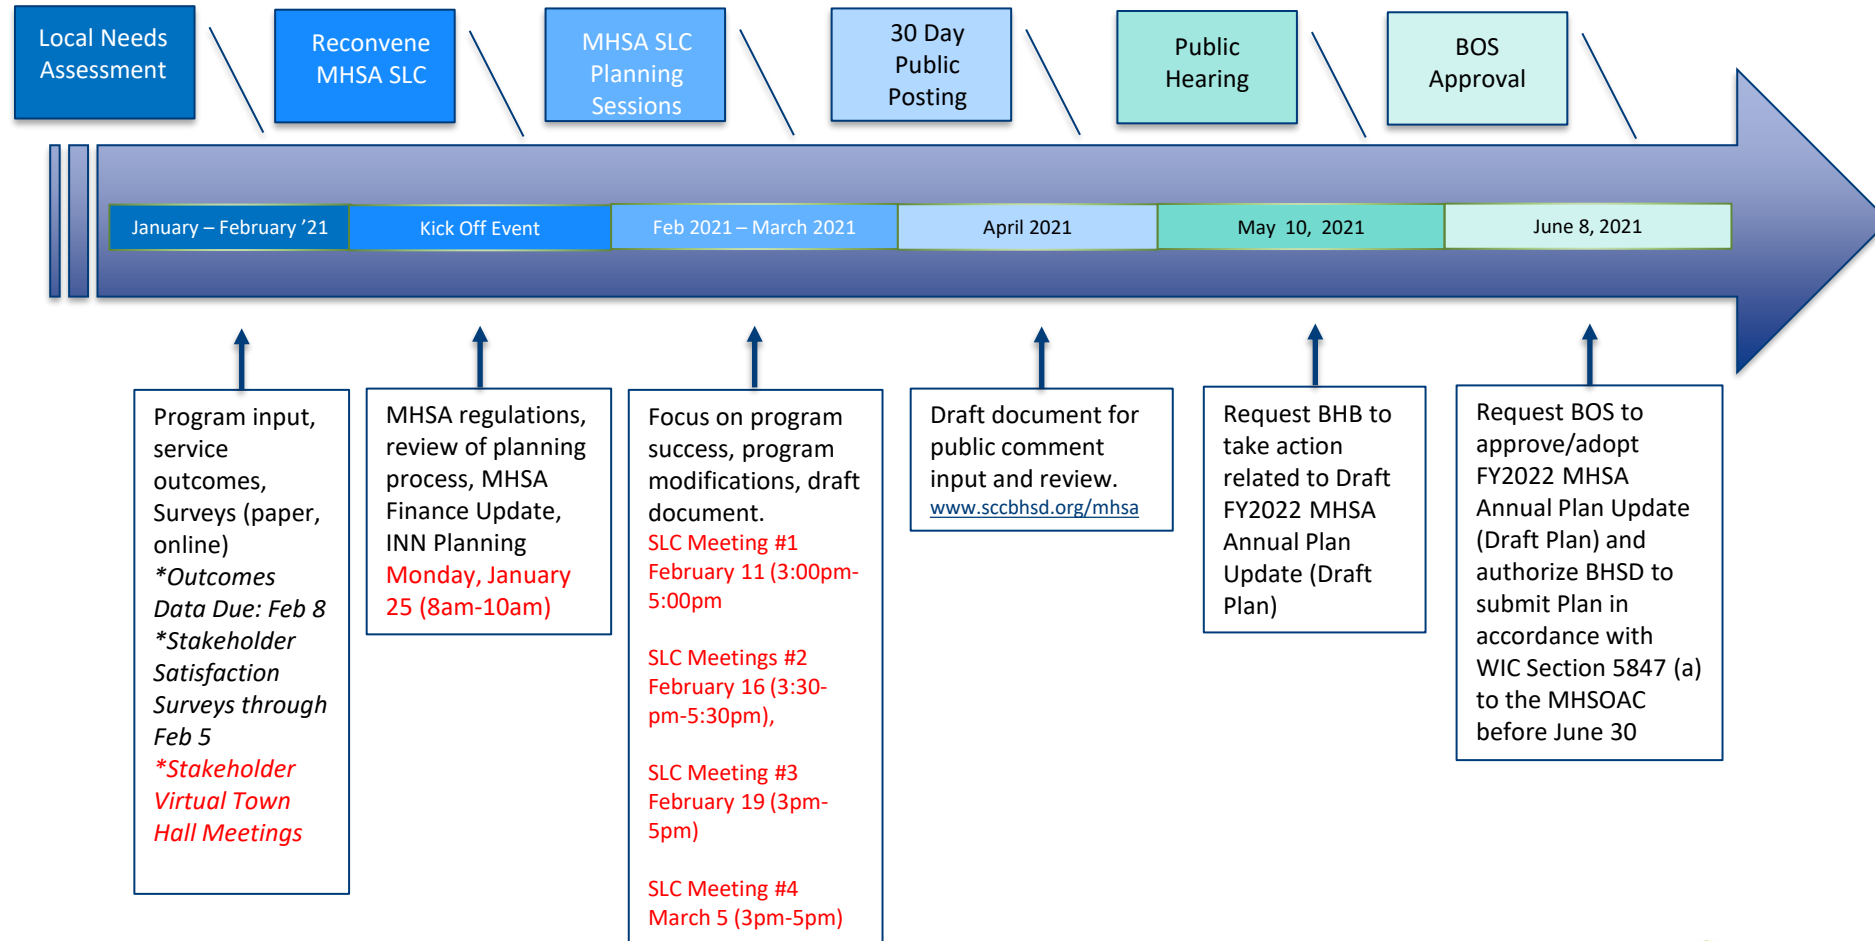 Local Needs
Assessment
Reconvene
MHSA SLC
MHSA SLC
Planning
Sessions
30 Day
Public
Posting
Public
Hearing
BOS
Approval
January – February ’21
Kick Off Event
Feb 2021 – March 2021
April 2021
May 10, 2021
June 8, 2021
Program input,
service
outcomes,
Surveys (paper,
online)
*Outcomes
Data Due: Feb 8
*Stakeholder
Satisfaction
Surveys through
Feb 5
*Stakeholder
Virtual Town
Hall Meetings
MHSA regulations,
review of planning
process, MHSA
Finance Update,
INN Planning
Monday, January
25 (8am-10am)
Focus on program
success, program
modifications, draft
document.
SLC Meeting #1
February 11 (3:00pm-
5:00pm
SLC Meetings #2
February 16 (3:30-
pm-5:30pm),
SLC Meeting #3
February 19 (3pm-
5pm)
SLC Meeting #4
March 5 (3pm-5pm)
Draft document for
public comment
input and review.
www.sccbhsd.org/mhsa
Request BHB to
take action
related to Draft
FY2022 MHSA
Annual Plan
Update (Draft
Plan)
Request BOS to
approve/adopt
FY2022 MHSA
Annual Plan Update
(Draft Plan) and
authorize BHSD to
submit Plan in
accordance with
WIC Section 5847 (a)
to the MHSOAC
before June 30